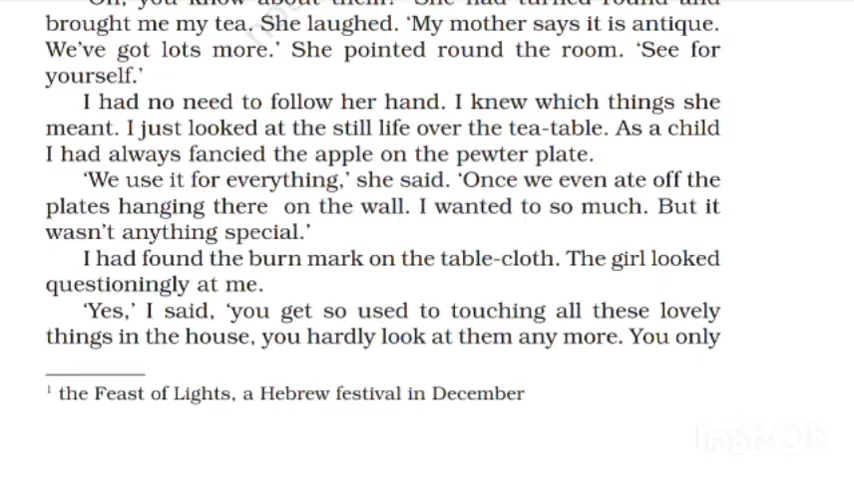 brought me my tea. She laughed. ‘My mother says it is antique.
We’ve got lots more.’ She pointed round the room. ‘See for
yourself.’
I had no need to follow her hand. I knew which things she
meant. I just looked at the still life over the tea-table. As a child
I had always fancied the apple on the pewter plate.
‘We use it for everything,’ she said. ‘Once we even ate off the
plates hanging there on the wall. I wanted to so much. But it
wasn’t anything special.’
I had found the burn mark on the table-cloth. The girl looked
questioningly at me.
‘Yes,’ I said, ‘you get so used to touching all these lovely
things in the house, you hardly look at them any more. You only
¹ the Feast of Lights, a Hebrew festival in December